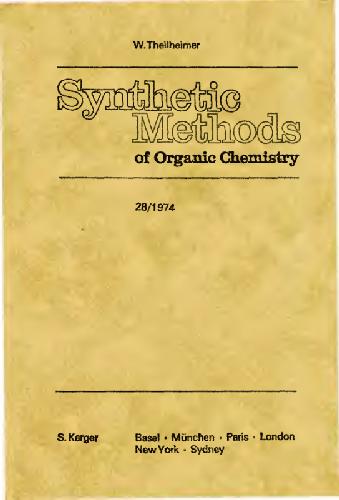 W. Theilheimer
Synthetic
Methods
of Organic Chemistry
28/1974
S. Karger
Basel · München · Paris · London
New York · Sydney